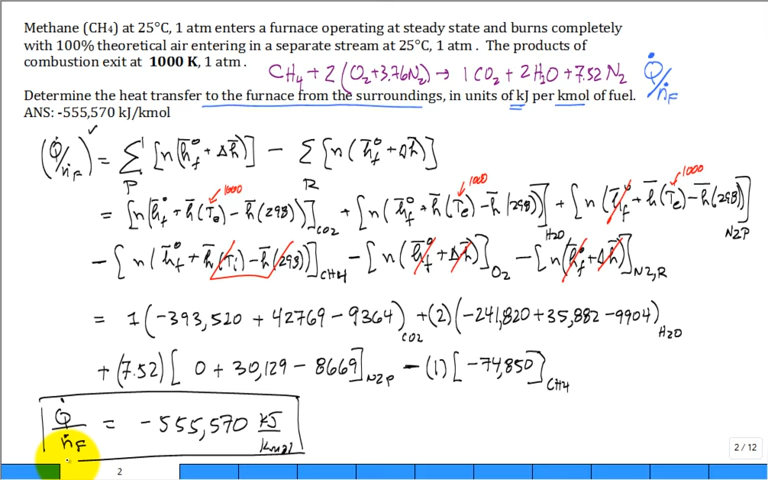 Methane (CH4) at 25°C, 1 atm enters a furnace operating at steady state and burns completely
with 100% theoretical air entering in a separate stream at 25°C, 1 atm . The products of
combustion exit at 1000 K, 1 atm .
CH₄ + 2 (O₂ + 3.76N₂) → 1CO₂ + 2H₂O + 7.52N₂
Determine the heat transfer to the furnace from the surroundings, in units of kJ per kmol of fuel. Q̇/ṅF
ANS: -555,570 kJ/kmol
(Q̇/ṅF)✓ = Σ_P [n(h̄f° + Δh̄)] − Σ_R [n(h̄f° + Δh̄)]
1000 1000 1000
= [n(h̄f° + h̄(Te) − h̄(298))]CO2 + [n(h̄f° + h̄(Te) − h̄(298))]H2O + [n(h̄f° + h̄(Te) − h̄(298))]N2P
− [n(h̄f° + h̄(Ti) − h̄(298))]CH4 − [n(h̄f° + Δh̄)]O2 − [n(h̄f° + Δh̄)]N2,R
= 1(−393,520 + 42769 − 9364)CO2 + (2)(−241,820 + 35,882 − 9904)H2O
+ (7.52)[0 + 30,129 − 8669]N2P − (1)[−74,850]CH4
Q̇/ṅF = −555,570 kJ/kmol
2 / 12
2